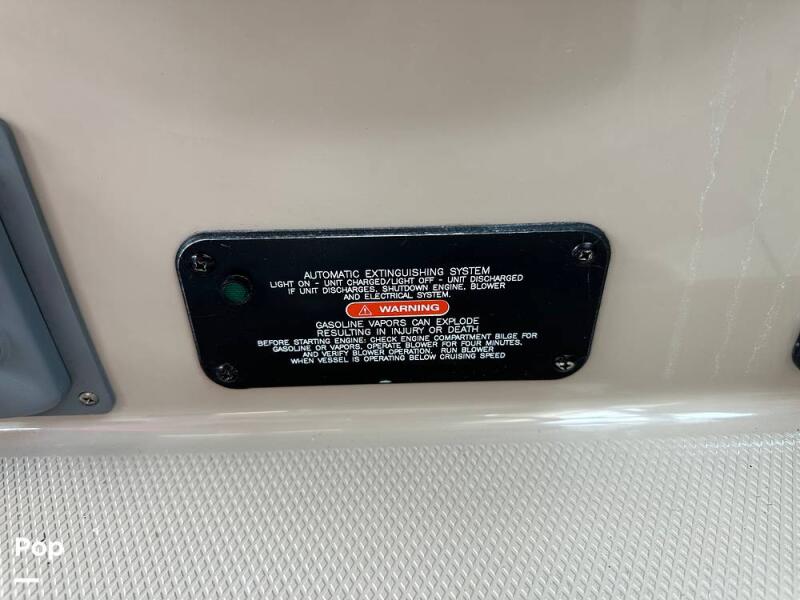 AUTOMATIC EXTINGUISHING SYSTEM
LIGHT ON - UNIT CHARGED/LIGHT OFF - UNIT DISCHARGED
IF UNIT DISCHARGES, SHUTDOWN ENGINE, BLOWER
AND ELECTRICAL SYSTEM.
WARNING
GASOLINE VAPORS CAN EXPLODE
RESULTING IN INJURY OR DEATH
BEFORE STARTING ENGINE: CHECK ENGINE COMPARTMENT BILGE FOR
GASOLINE OR VAPORS, OPERATE BLOWER FOR FOUR MINUTES,
AND VERIFY BLOWER OPERATION. RUN BLOWER
WHEN VESSEL IS OPERATING BELOW CRUISING SPEED
Pop